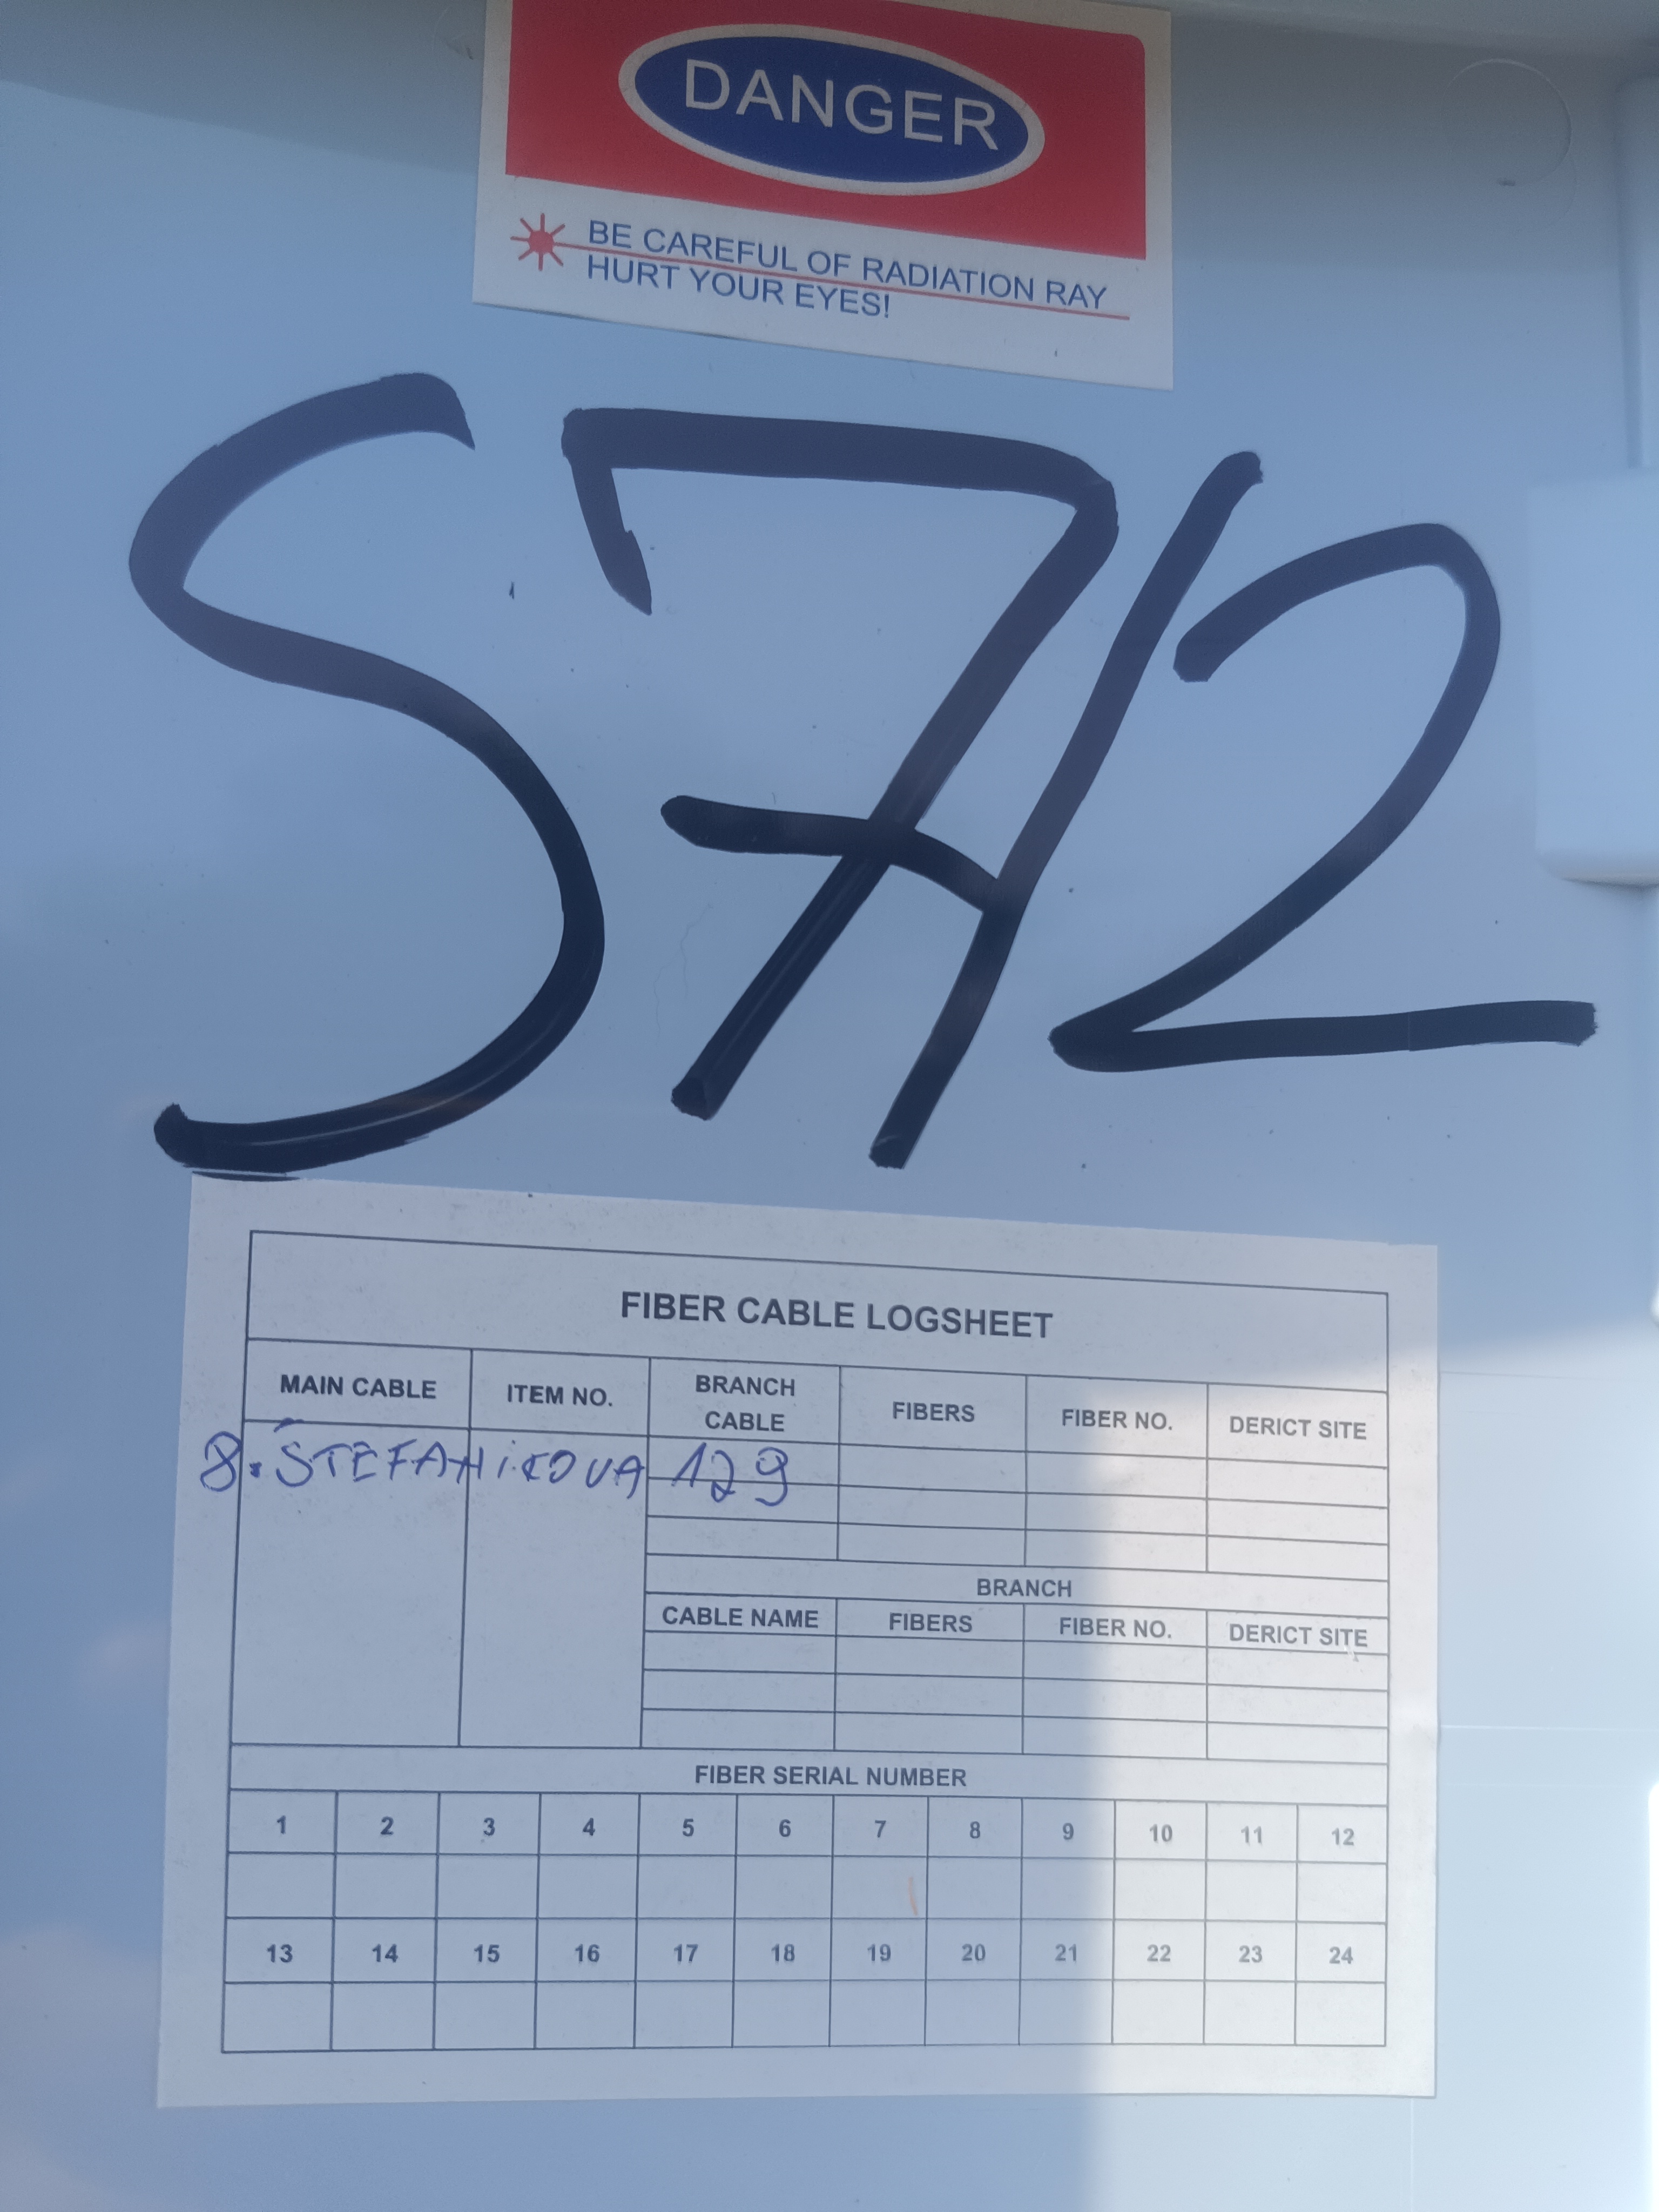 DANGER
BE CAREFUL OF RADIATION RAY
HURT YOUR EYES!
S7/2
FIBER CABLE LOGSHEET
MAIN CABLE ITEM NO. BRANCH CABLE FIBERS FIBER NO. DERICT SITE
8. ŠTEFANiKOVA 129
BRANCH
CABLE NAME FIBERS FIBER NO. DERICT SITE
FIBER SERIAL NUMBER
1 2 3 4 5 6 7 8 9 10 11 12
13 14 15 16 17 18 19 20 21 22 23 24